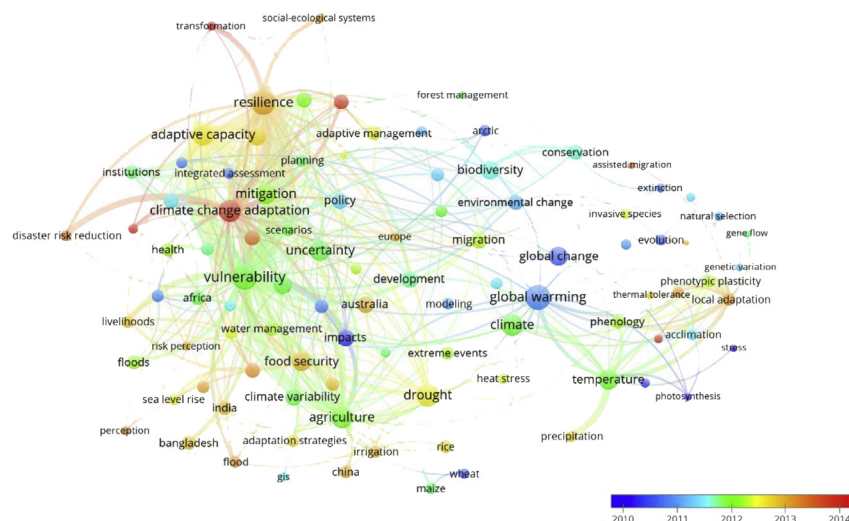 social-ecological systems
transformation
resilience
forest management
adaptive capacity
adaptive management
arctic
planning
conservation
institutions
integrated assessment
biodiversity
assisted migration
mitigation
extinction
climate change adaptation
policy
environmental change
invasive species
natural selection
disaster risk reduction
scenarios
europe
migration
evolution
gene flow
health
uncertainty
global change
genetic variation
vulnerability
development
phenotypic plasticity
africa
australia
modeling
global warming
thermal tolerance
local adaptation
livelihoods
water management
impacts
climate
phenology
acclimation
risk perception
stress
floods
food security
extreme events
heat stress
temperature
sea level rise
india
climate variability
drought
photosynthesis
perception
agriculture
bangladesh
adaptation strategies
irrigation
rice
precipitation
flood
gis
china
wheat
maize
2010 2011 2012 2013 2014